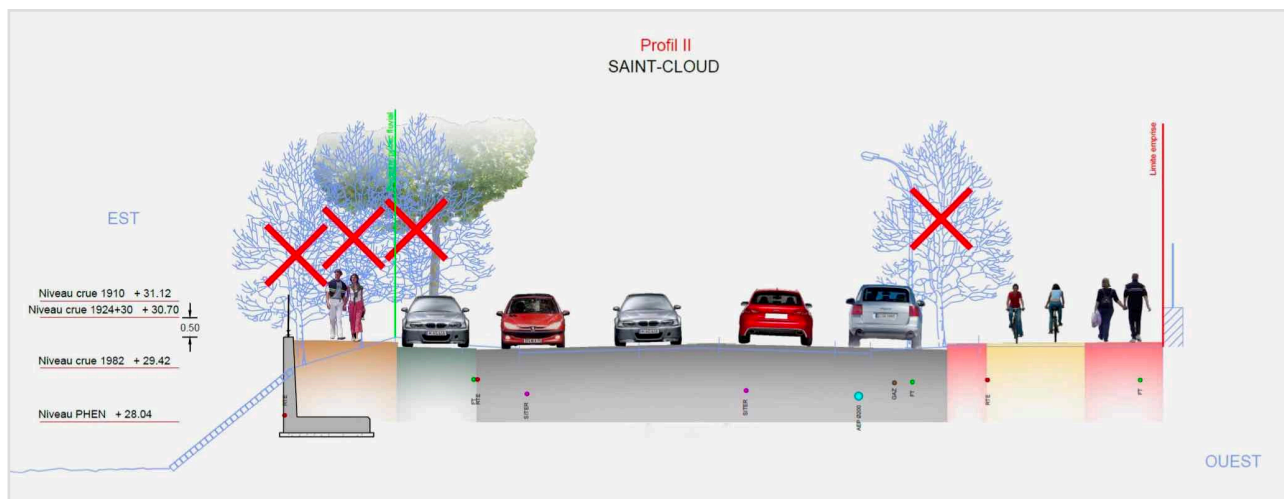 Profil II
SAINT-CLOUD
fluvial
Limite emprise
EST
Niveau crue 1910 + 31.12
Niveau crue 1924+30 + 30.70
0.50
Niveau crue 1982 + 29.42
Niveau PHEN + 28.04
RTE
FT
RTE
SITER
SITER
GAZ
FT
RTE
FT
OUEST